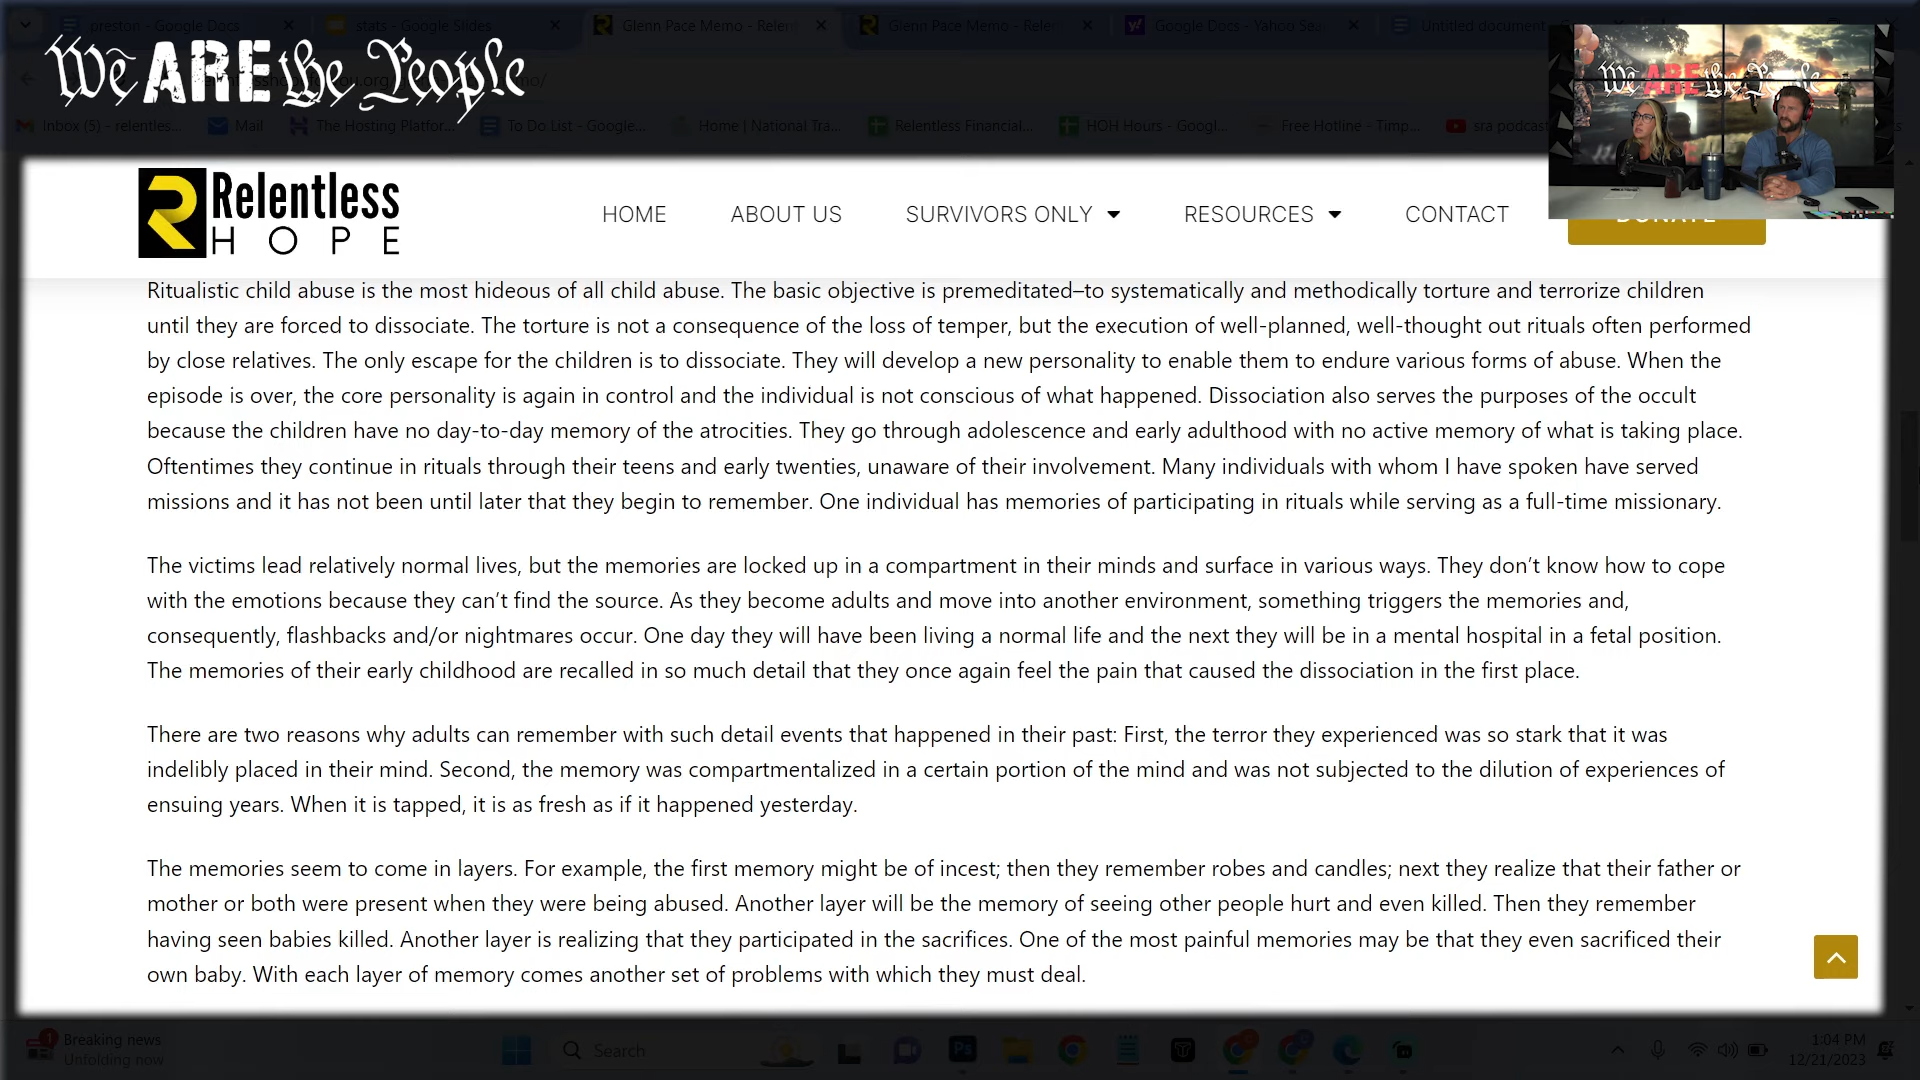 preston - Google Docs
stats - Google Slides
Glenn Pace Memo - Relent
Glenn Pace Memo - Relen
Google Docs - Yahoo Sea
Untitled document
We ARE the People
Inbox (5) - relentles...
Mail
The Hosting Platfor...
To Do List - Google...
Home | National Tra...
Relentless Financial...
HOH Hours - Googl...
Free Hotline - Timp...
sra podcast
We ARE the People
Relentless
HOPE
HOME
ABOUT US
SURVIVORS ONLY
RESOURCES
CONTACT
DONATE
Ritualistic child abuse is the most hideous of all child abuse. The basic objective is premeditated–to systematically and methodically torture and terrorize children
until they are forced to dissociate. The torture is not a consequence of the loss of temper, but the execution of well-planned, well-thought out rituals often performed
by close relatives. The only escape for the children is to dissociate. They will develop a new personality to enable them to endure various forms of abuse. When the
episode is over, the core personality is again in control and the individual is not conscious of what happened. Dissociation also serves the purposes of the occult
because the children have no day-to-day memory of the atrocities. They go through adolescence and early adulthood with no active memory of what is taking place.
Oftentimes they continue in rituals through their teens and early twenties, unaware of their involvement. Many individuals with whom I have spoken have served
missions and it has not been until later that they begin to remember. One individual has memories of participating in rituals while serving as a full-time missionary.
The victims lead relatively normal lives, but the memories are locked up in a compartment in their minds and surface in various ways. They don’t know how to cope
with the emotions because they can’t find the source. As they become adults and move into another environment, something triggers the memories and,
consequently, flashbacks and/or nightmares occur. One day they will have been living a normal life and the next they will be in a mental hospital in a fetal position.
The memories of their early childhood are recalled in so much detail that they once again feel the pain that caused the dissociation in the first place.
There are two reasons why adults can remember with such detail events that happened in their past: First, the terror they experienced was so stark that it was
indelibly placed in their mind. Second, the memory was compartmentalized in a certain portion of the mind and was not subjected to the dilution of experiences of
ensuing years. When it is tapped, it is as fresh as if it happened yesterday.
The memories seem to come in layers. For example, the first memory might be of incest; then they remember robes and candles; next they realize that their father or
mother or both were present when they were being abused. Another layer will be the memory of seeing other people hurt and even killed. Then they remember
having seen babies killed. Another layer is realizing that they participated in the sacrifices. One of the most painful memories may be that they even sacrificed their
own baby. With each layer of memory comes another set of problems with which they must deal.
Breaking news
Unfolding now
Search
1:04 PM
12/21/2023